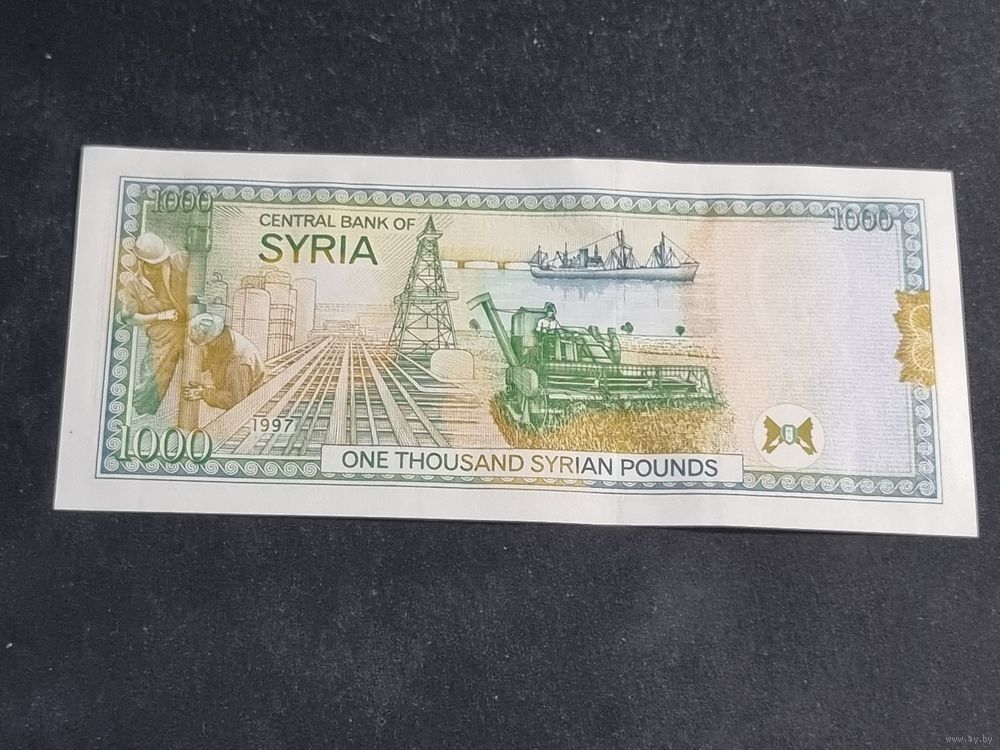 1000
1000
CENTRAL BANK OF
SYRIA
1997
1000
ONE THOUSAND SYRIAN POUNDS
www.ay.by